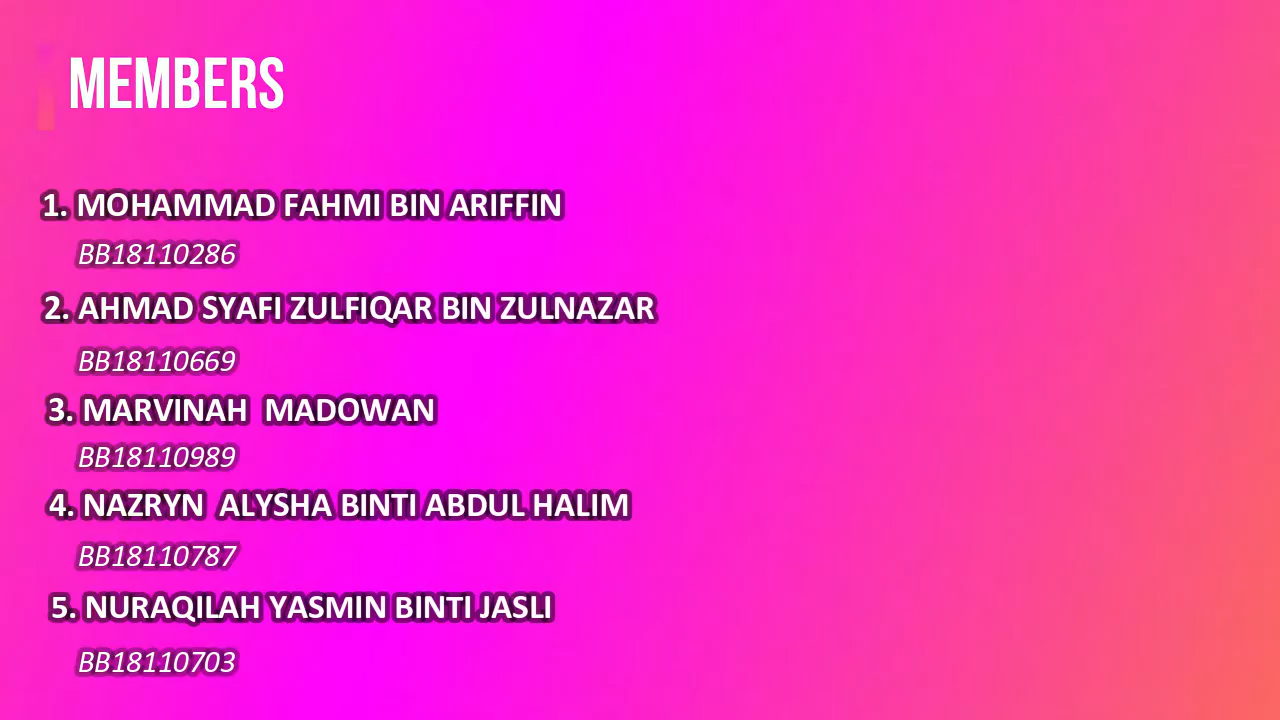 MEMBERS
1. MOHAMMAD FAHMI BIN ARIFFIN
BB18110286
2. AHMAD SYAFI ZULFIQAR BIN ZULNAZAR
BB18110669
3. MARVINAH  MADOWAN
BB18110989
4. NAZRYN  ALYSHA BINTI ABDUL HALIM
BB18110787
5. NURAQILAH YASMIN BINTI JASLI
BB18110703